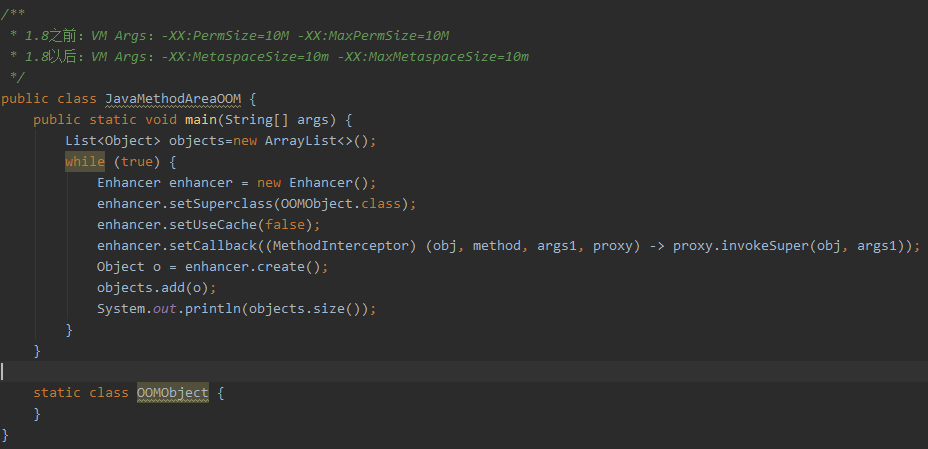 /**
 * 1.8之前：VM Args：-XX:PermSize=10M -XX:MaxPermSize=10M
 * 1.8以后：VM Args：-XX:MetaspaceSize=10m -XX:MaxMetaspaceSize=10m
 */
public class JavaMethodAreaOOM {
    public static void main(String[] args) {
        List<Object> objects=new ArrayList<>();
        while (true) {
            Enhancer enhancer = new Enhancer();
            enhancer.setSuperclass(OOMObject.class);
            enhancer.setUseCache(false);
            enhancer.setCallback((MethodInterceptor) (obj, method, args1, proxy) -> proxy.invokeSuper(obj, args1));
            Object o = enhancer.create();
            objects.add(o);
            System.out.println(objects.size());
        }
    }
    static class OOMObject {
    }
}